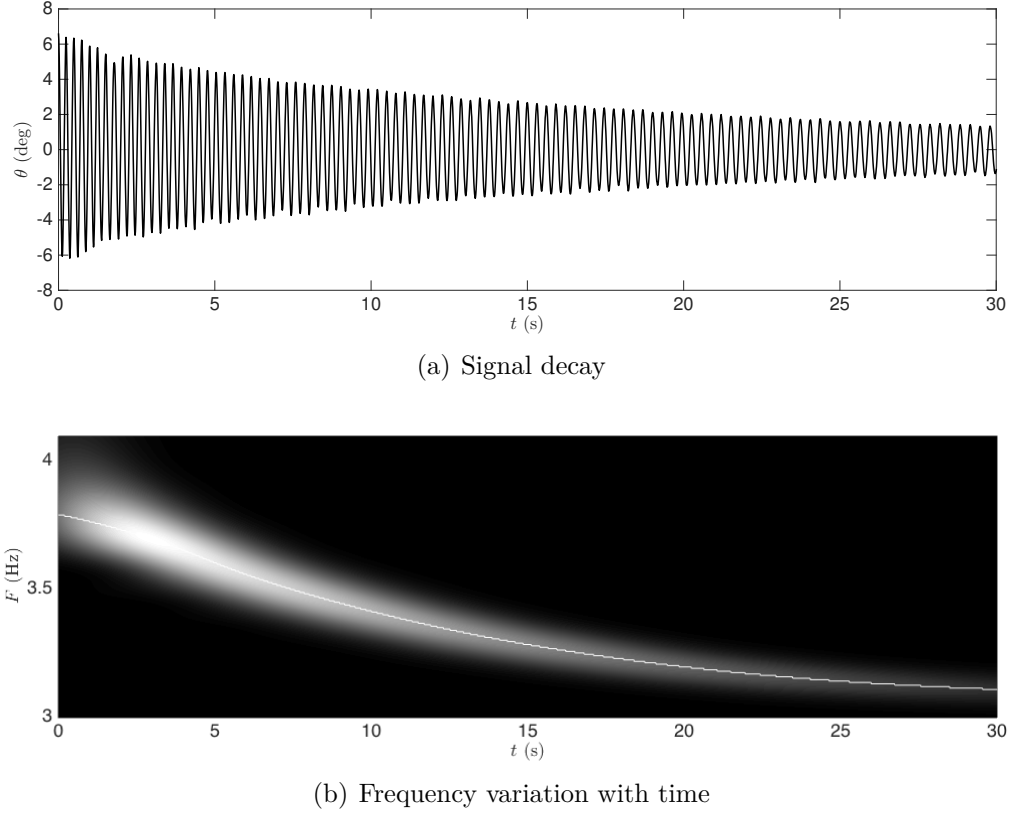 8
6
4
2
0
-2
-4
-6
-8
θ (deg)
0 5 10 15 20 25 30
t (s)
(a) Signal decay
4
3.5
3
F (Hz)
0 5 10 15 20 25 30
t (s)
(b) Frequency variation with time